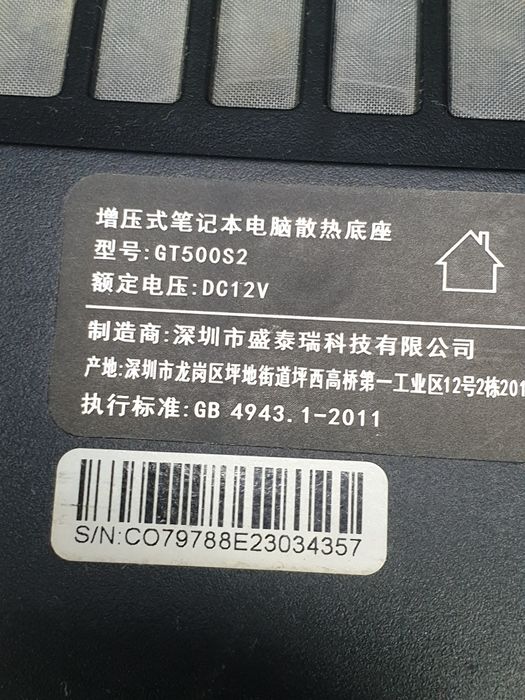 增压式笔记本电脑散热底座
型号:GT500S2
额定电压:DC12V
制造商:深圳市盛泰瑞科技有限公司
产地:深圳市龙岗区坪地街道坪西高桥第一工业区12号2栋201
执行标准:GB 4943.1-2011
S/N:CO79788E23034357